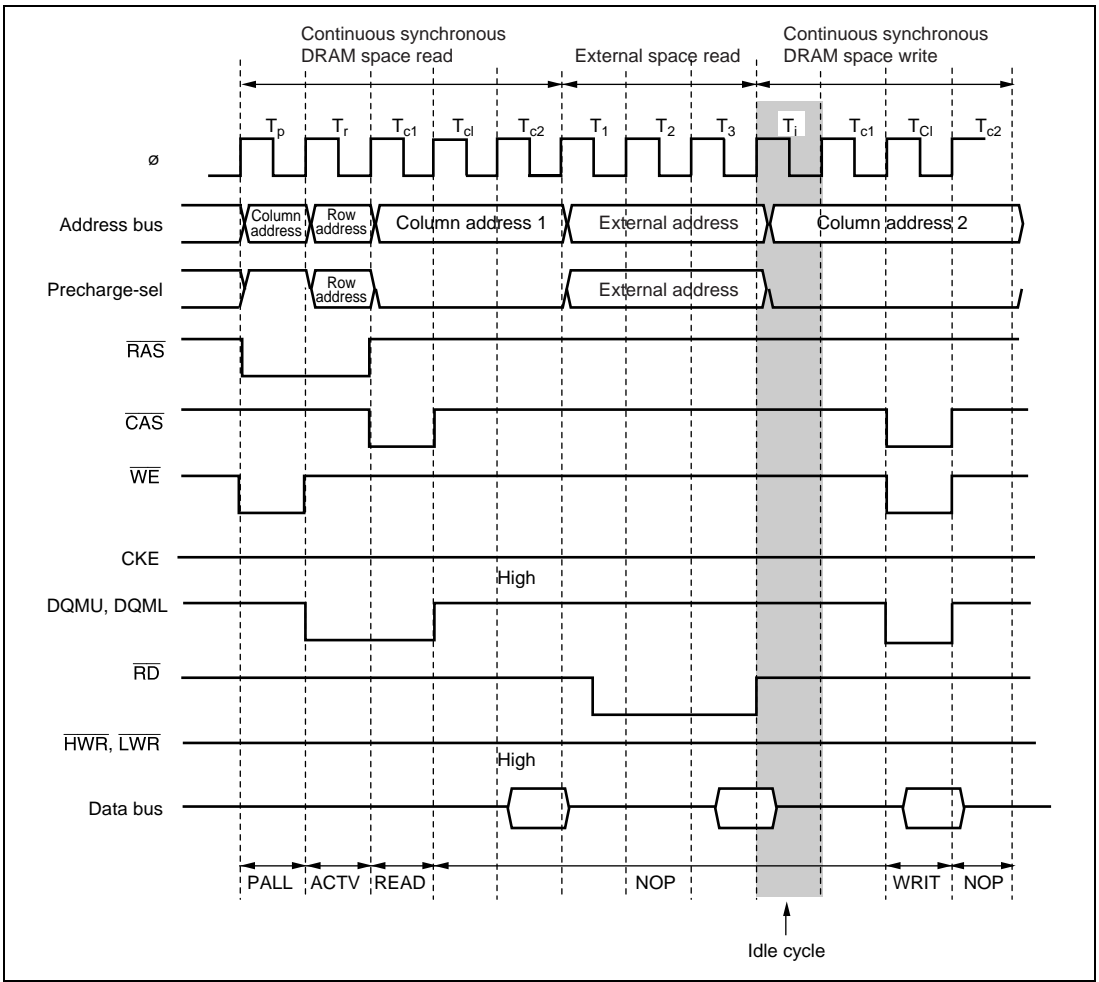 Continuous synchronous
DRAM space read
External space read
Continuous synchronous
DRAM space write
Tp Tr Tc1 Tcl Tc2 T1 T2 T3 Ti Tc1 TCl Tc2
ø
Address bus
Column
address
Row
address
Column address 1
External address
Column address 2
Precharge-sel
Row
address
External address
RAS
CAS
WE
CKE
High
DQMU, DQML
RD
HWR, LWR
High
Data bus
PALL ACTV READ NOP WRIT NOP
Idle cycle